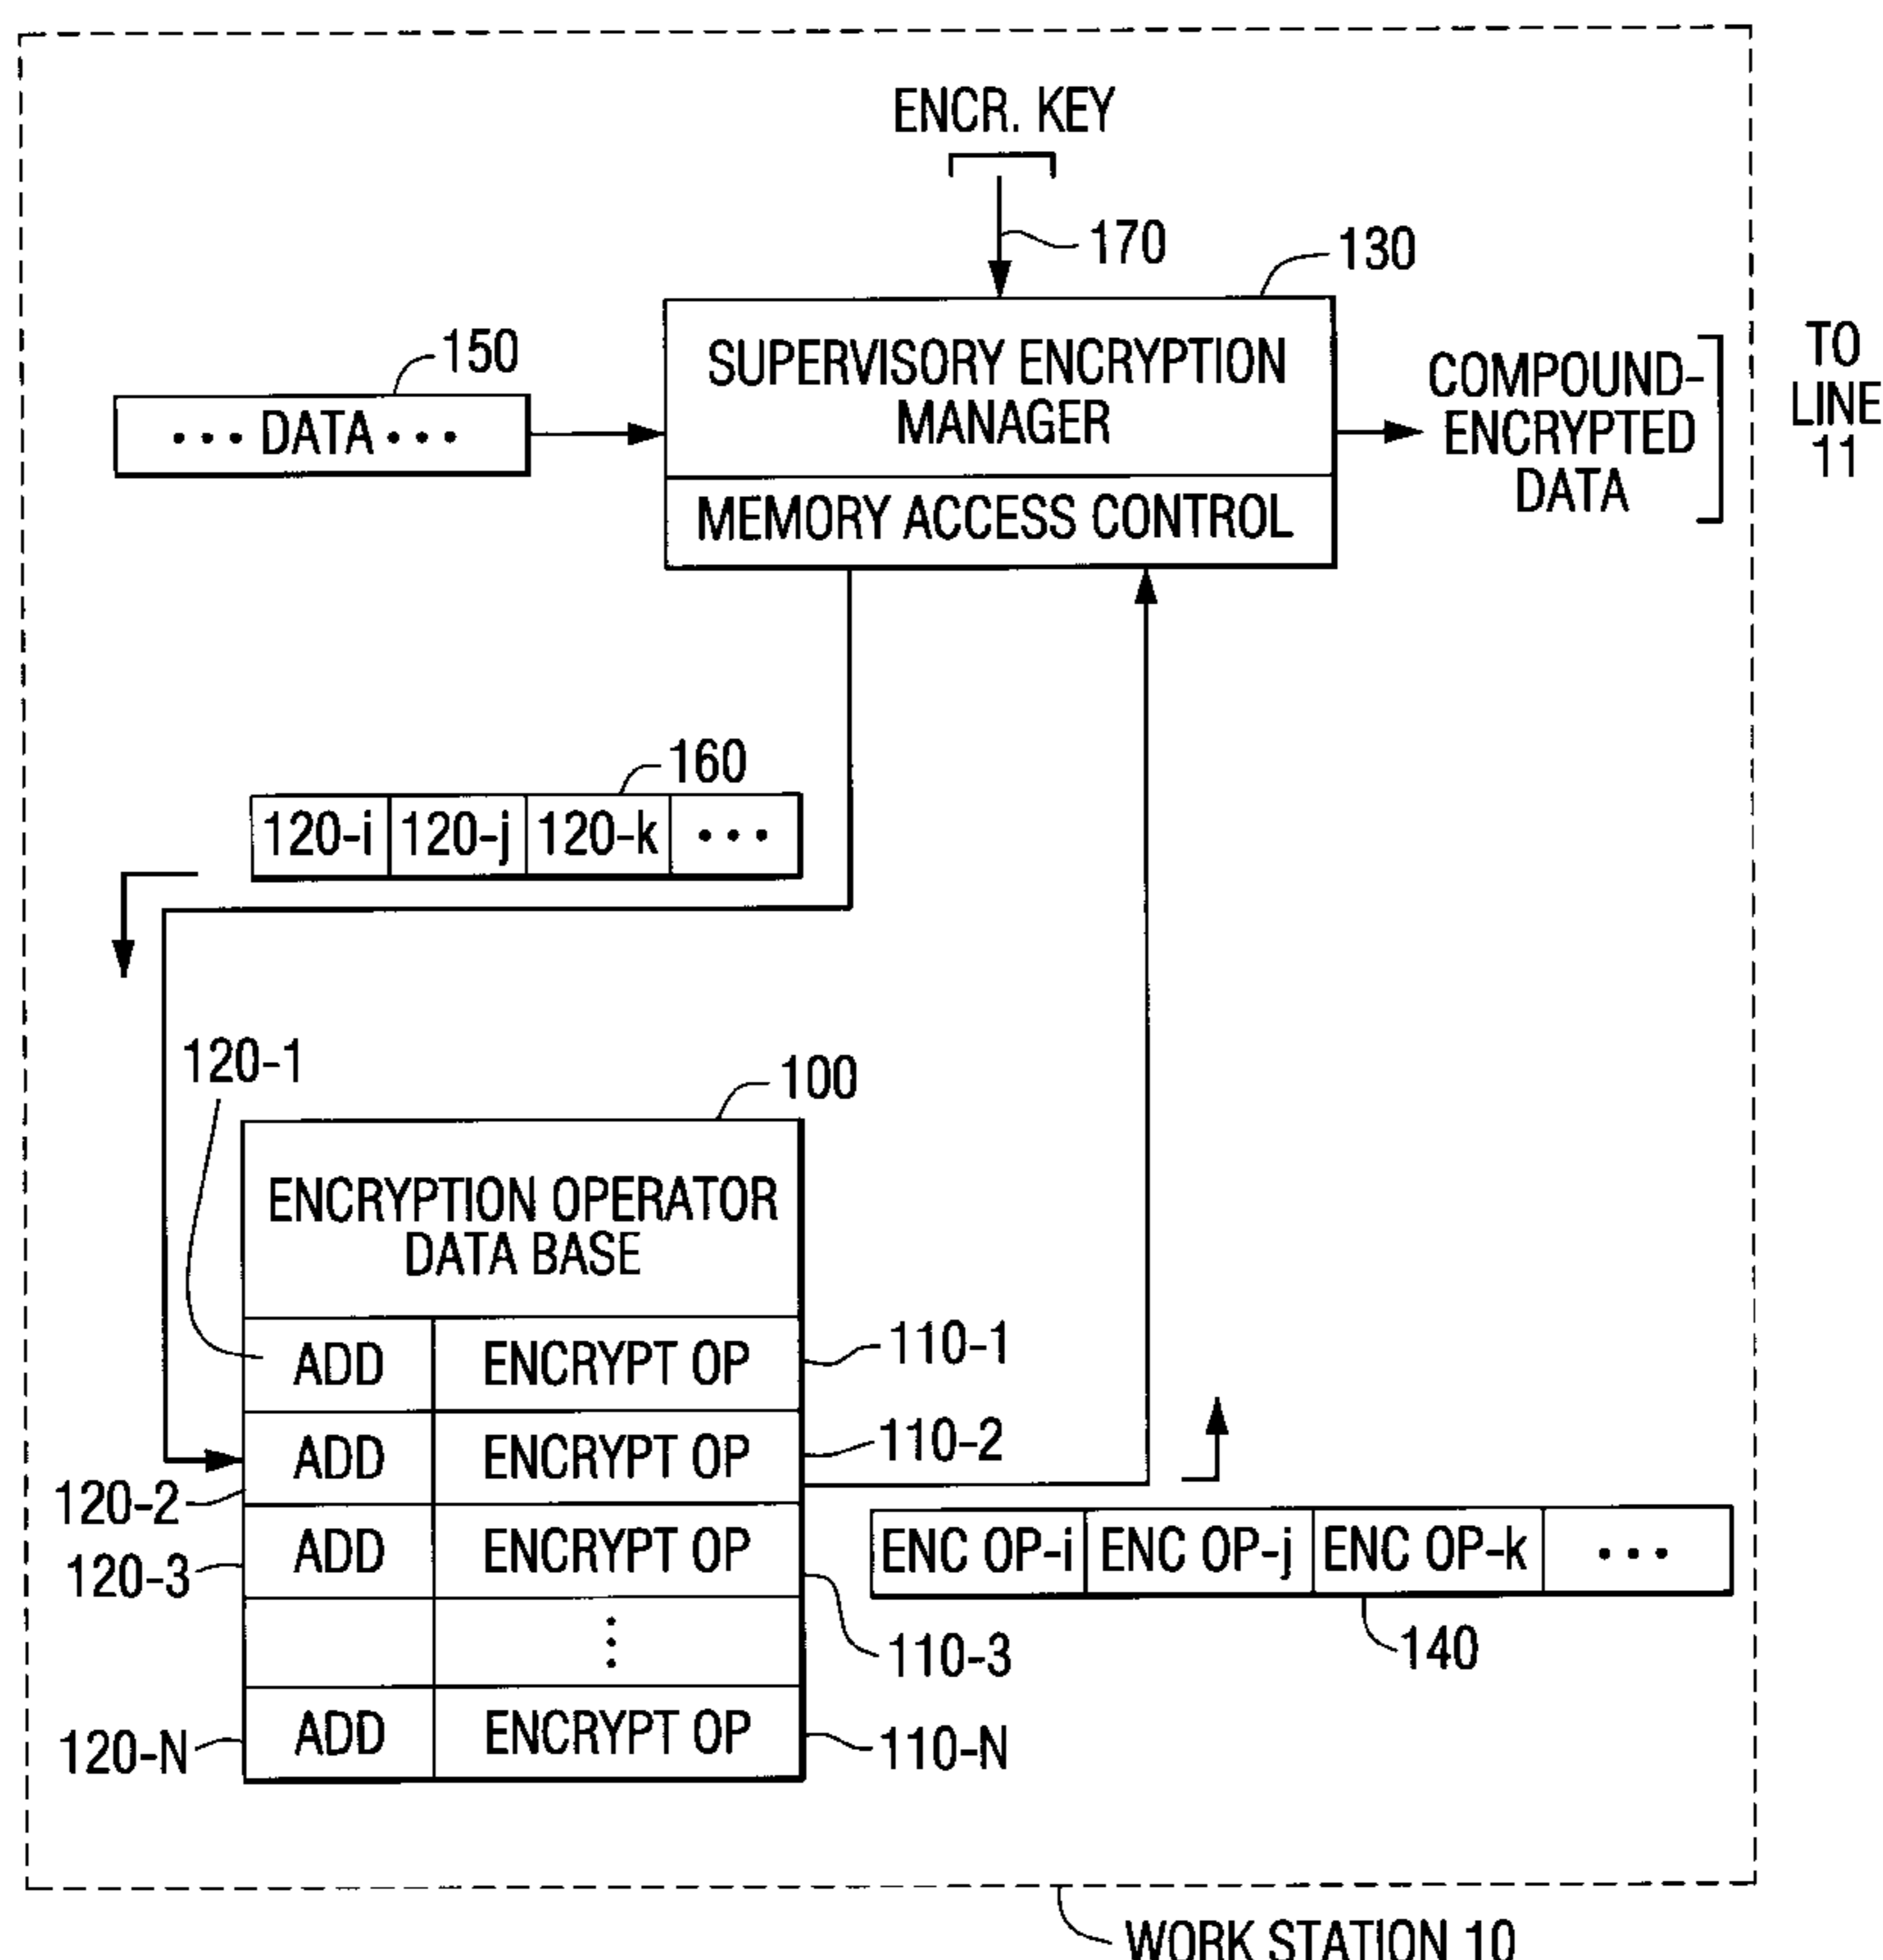 ENCR. KEY
170
130
150
••• DATA •••
SUPERVISORY ENCRYPTION
MANAGER
MEMORY ACCESS CONTROL
COMPOUND-
ENCRYPTED
DATA
TO
LINE
11
160
120-i 120-j 120-k •••
120-1
100
ENCRYPTION OPERATOR
DATA BASE
ADD ENCRYPT OP 110-1
ADD ENCRYPT OP 110-2
120-2
120-3 ADD ENCRYPT OP
ENC OP-i ENC OP-j ENC OP-k •••
110-3
140
120-N ADD ENCRYPT OP 110-N
WORK STATION 10